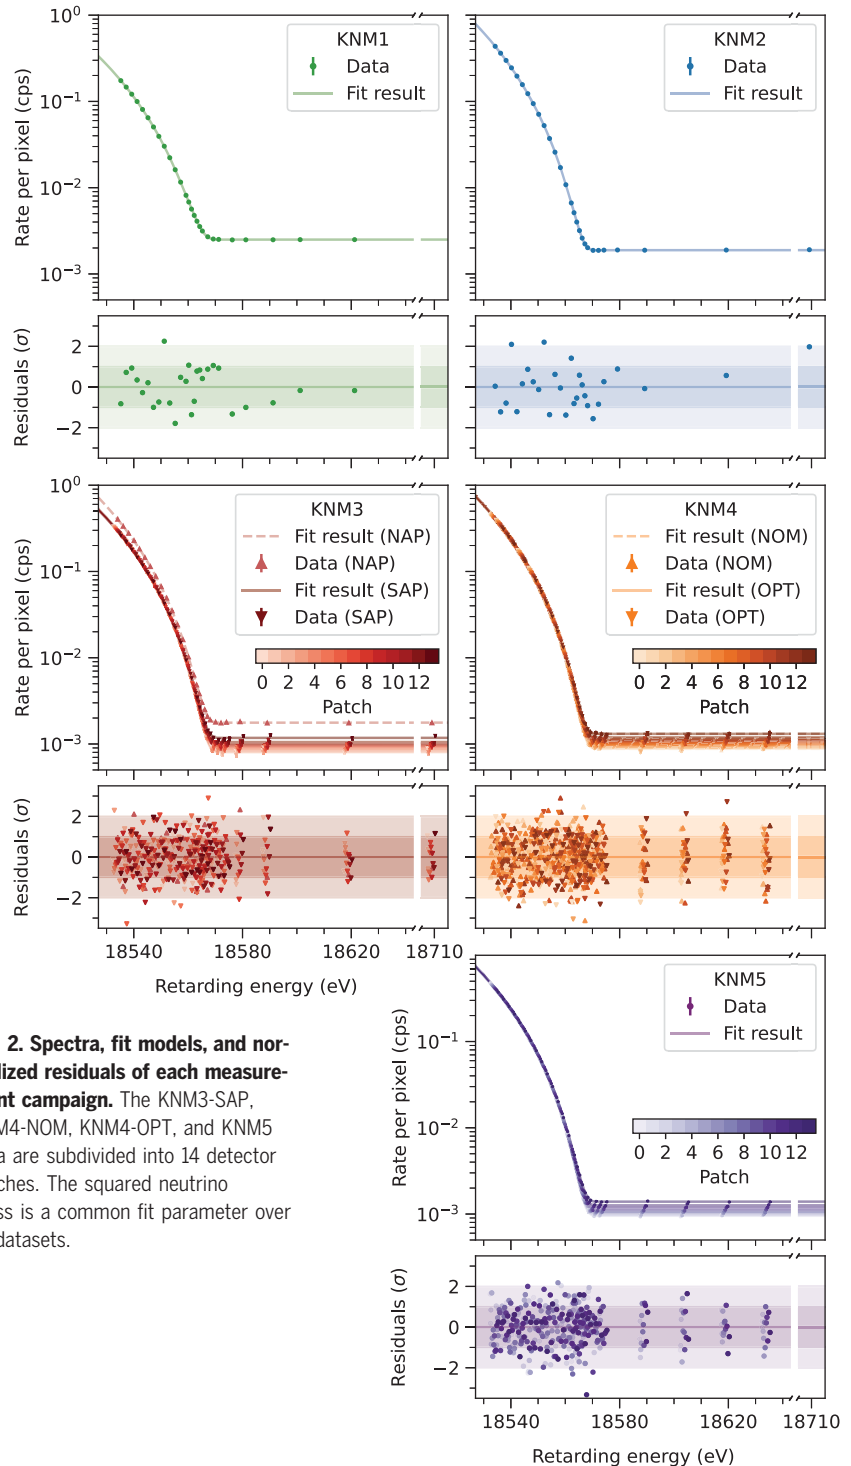 KNM1
Data
Fit result
Rate per pixel (cps)
10⁰
10⁻¹
10⁻²
10⁻³
KNM2
Data
Fit result
Residuals (σ)
2
0
−2
KNM3
Fit result (NAP)
Data (NAP)
Fit result (SAP)
Data (SAP)
0 2 4 6 8 10 12
Patch
Rate per pixel (cps)
10⁰
10⁻¹
10⁻²
10⁻³
KNM4
Fit result (NOM)
Data (NOM)
Fit result (OPT)
Data (OPT)
0 2 4 6 8 10 12
Patch
Residuals (σ)
2
0
−2
18540 18580 18620 18710
Retarding energy (eV)
2. Spectra, fit models, and nor-
lized residuals of each measure-
nt campaign. The KNM3-SAP,
M4-NOM, KNM4-OPT, and KNM5
a are subdivided into 14 detector
ches. The squared neutrino
ss is a common fit parameter over
datasets.
KNM5
Data
Fit result
0 2 4 6 8 10 12
Patch
Rate per pixel (cps)
10⁻¹
10⁻²
10⁻³
Residuals (σ)
2
0
−2
18540 18580 18620 18710
Retarding energy (eV)